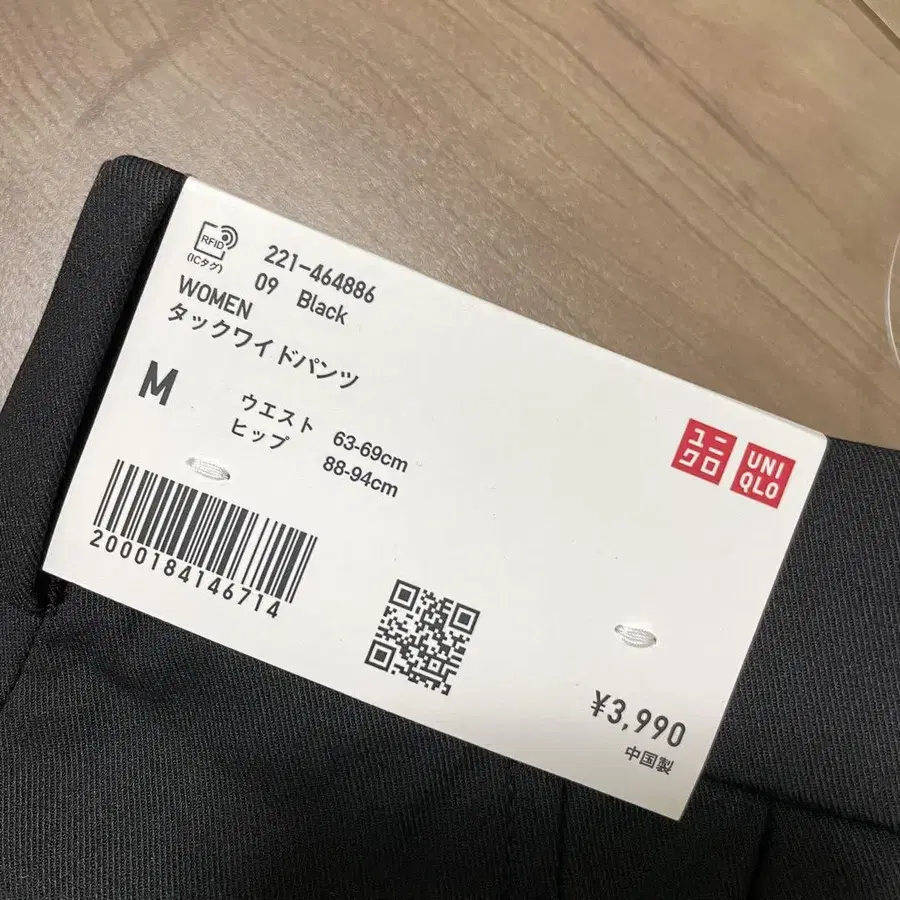 RFID
(ICタグ)
221-464886
09 Black
WOMEN
タックワイドパンツ
M
ウエスト 63-69cm
ヒップ 88-94cm
2000184146714
ユニ
クロ
UNI
QLO
¥3,990
中国製